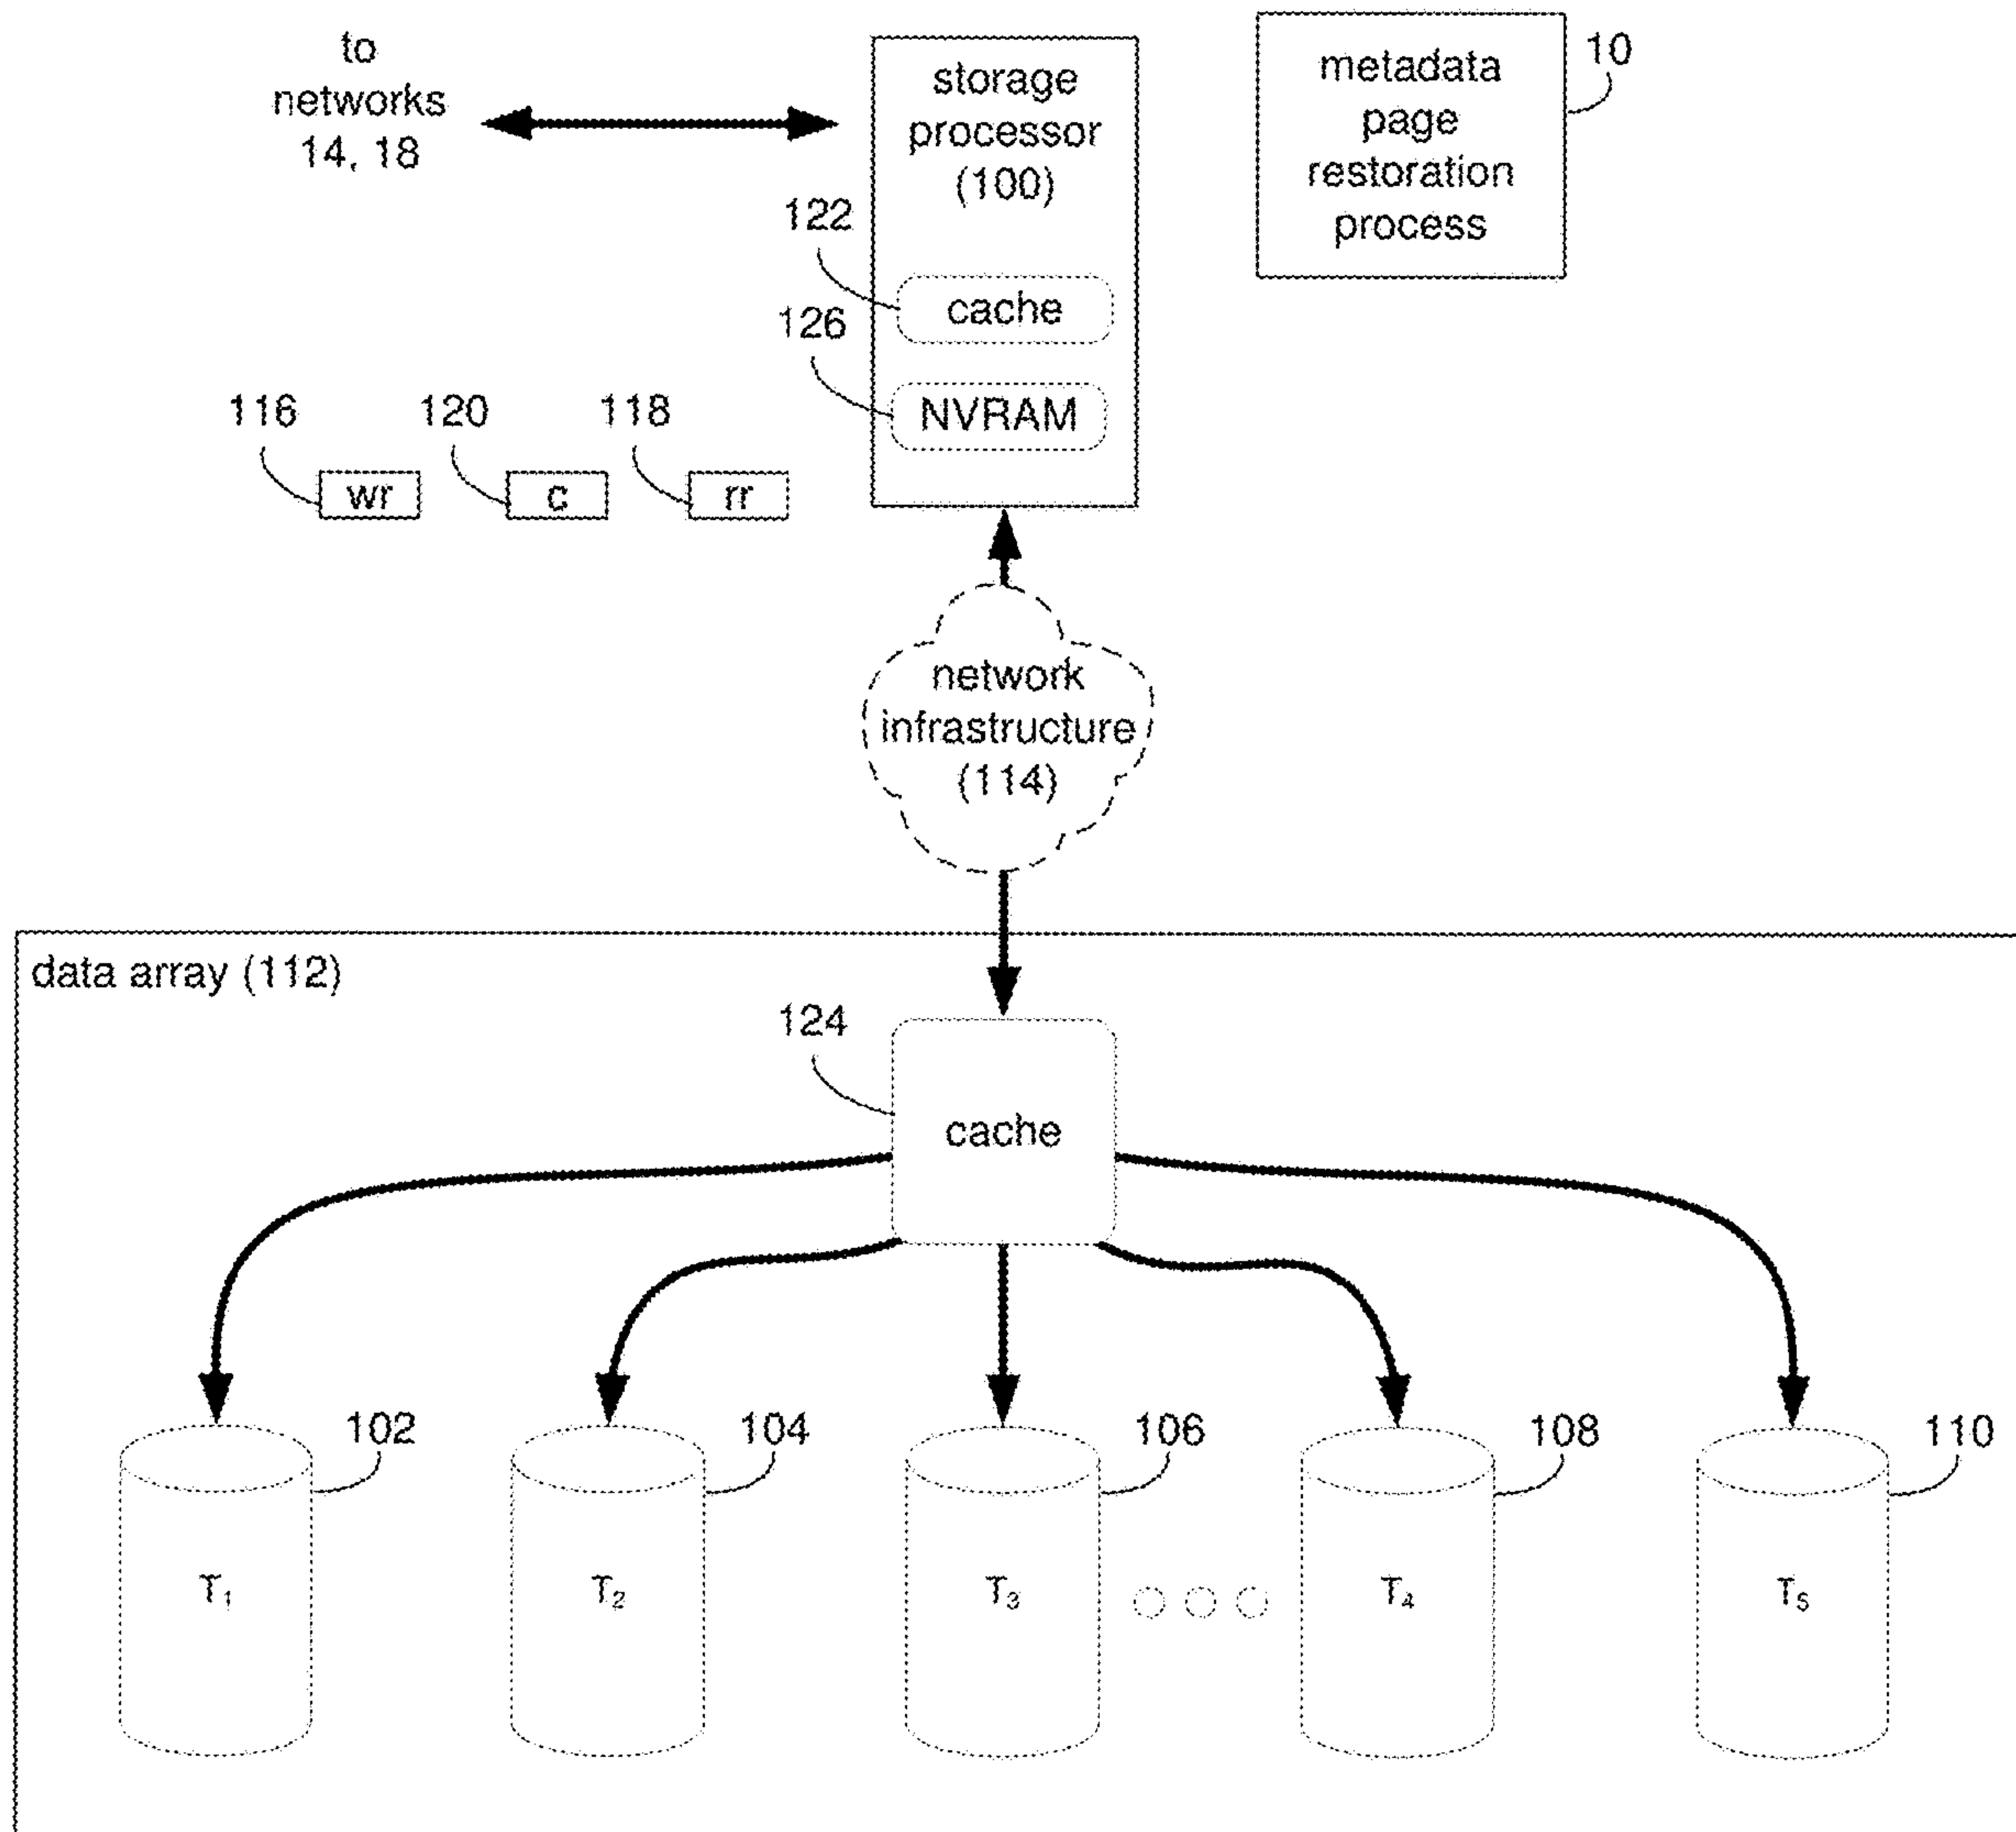 to
networks
14, 18
storage
processor
(100)
metadata
page
restoration
process
10
122
cache
126
NVRAM
116
120
118
wr
c
rr
network
infrastructure
(114)
data array (112)
124
cache
102
104
106
108
110
T₁
T₂
T₃
T₄
T₅